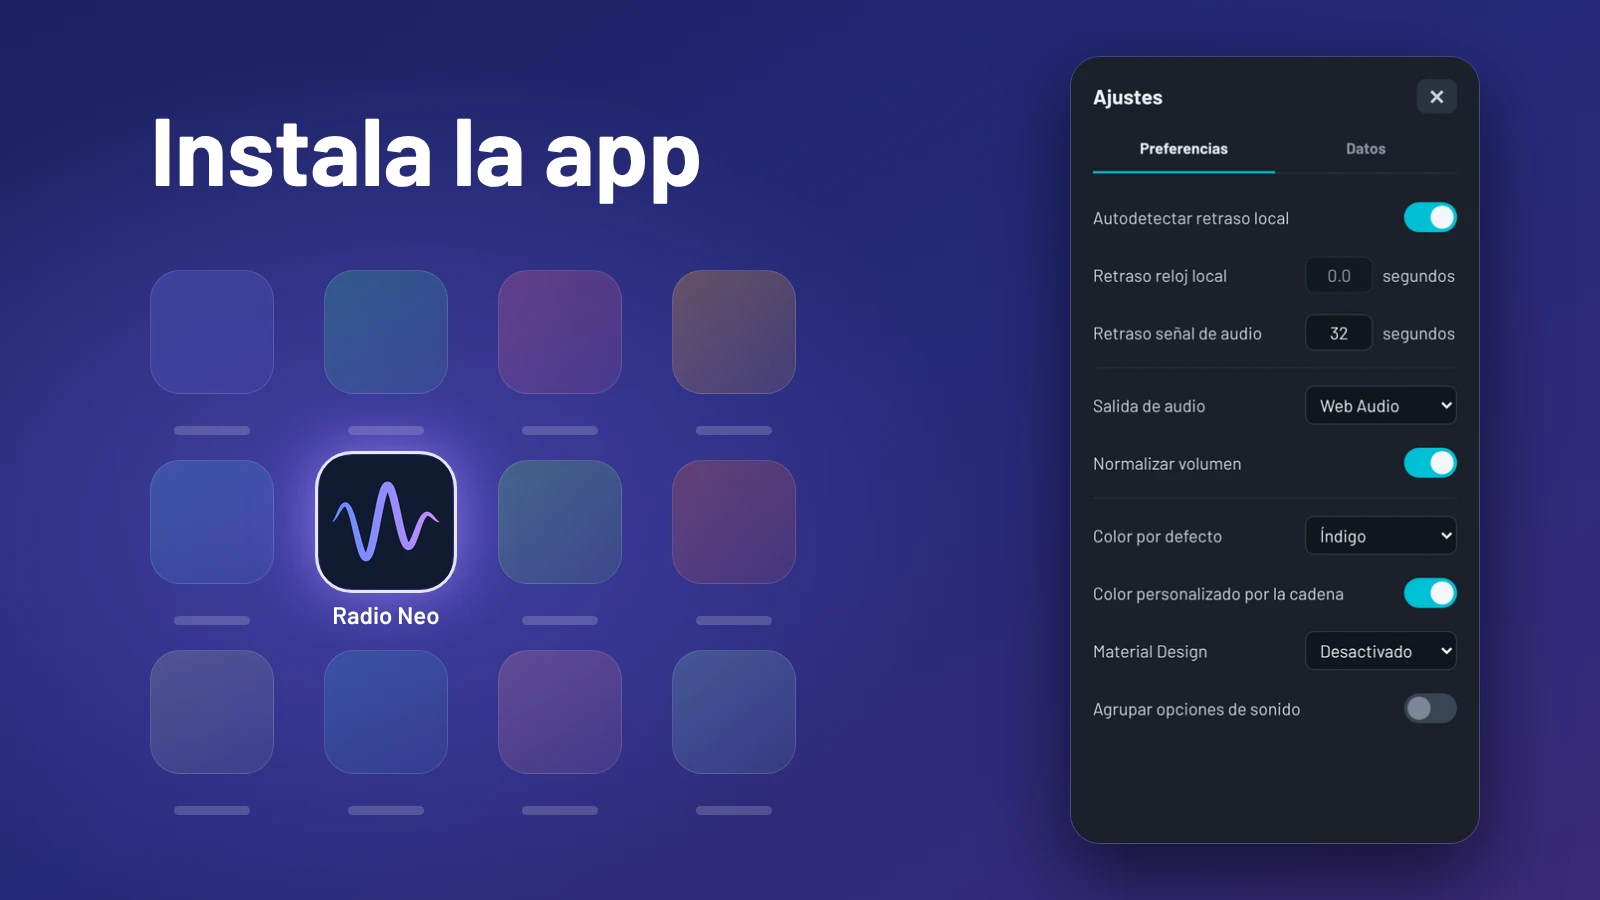 Instala la app
Radio Neo
Ajustes
Preferencias
Datos
Autodetectar retraso local
Retraso reloj local
0.0
segundos
Retraso señal de audio
32
segundos
Salida de audio
Web Audio
Normalizar volumen
Color por defecto
Índigo
Color personalizado por la cadena
Material Design
Desactivado
Agrupar opciones de sonido